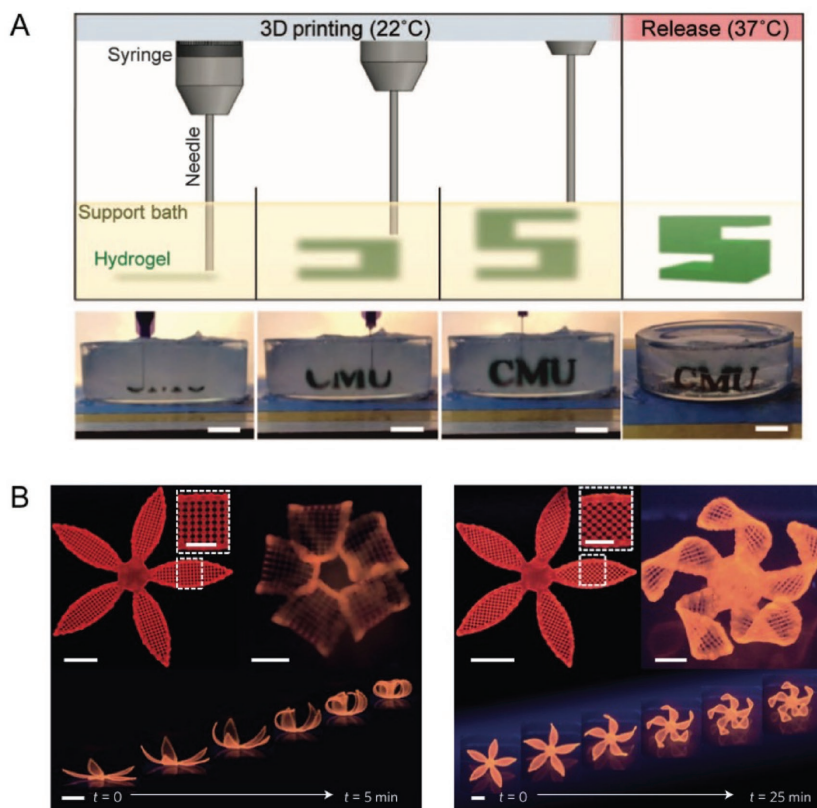 A
3D printing (22˚C)
Release (37˚C)
Syringe
Needle
Support bath
Hydrogel
CMU
CMU
CMU
B
t = 0
t = 5 min
t = 0
t = 25 min